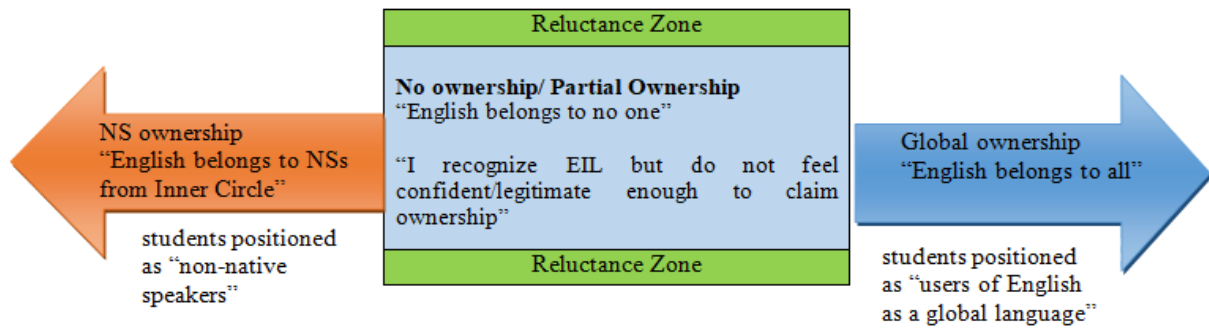 Reluctance Zone
No ownership/ Partial Ownership
“English belongs to no one”
“I recognize EIL but do not feel
confident/legitimate enough to claim
ownership”
Reluctance Zone
NS ownership
“English belongs to NSs
from Inner Circle”
students positioned
as “non-native
speakers”
Global ownership
“English belongs to all”
students positioned
as “users of English
as a global language”